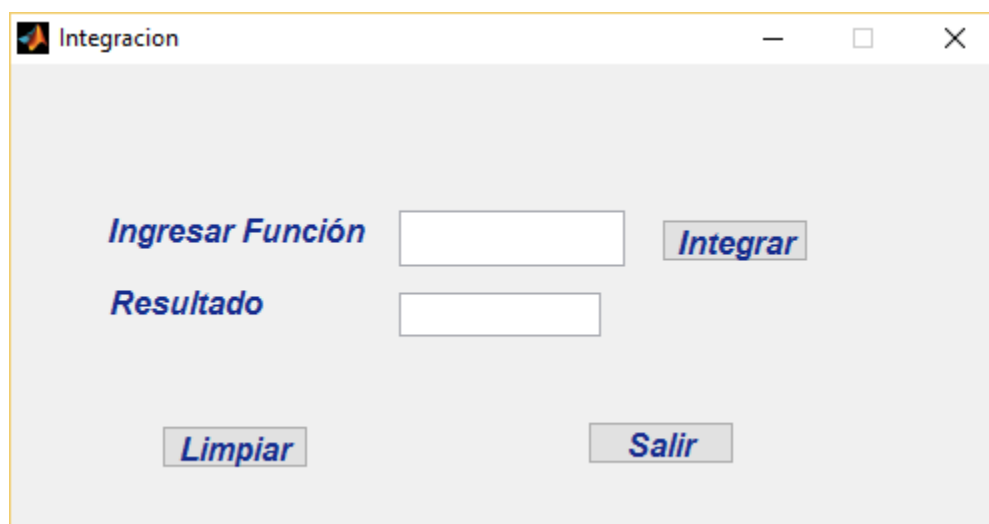 Integracion
Ingresar Función
Integrar
Resultado
Limpiar
Salir